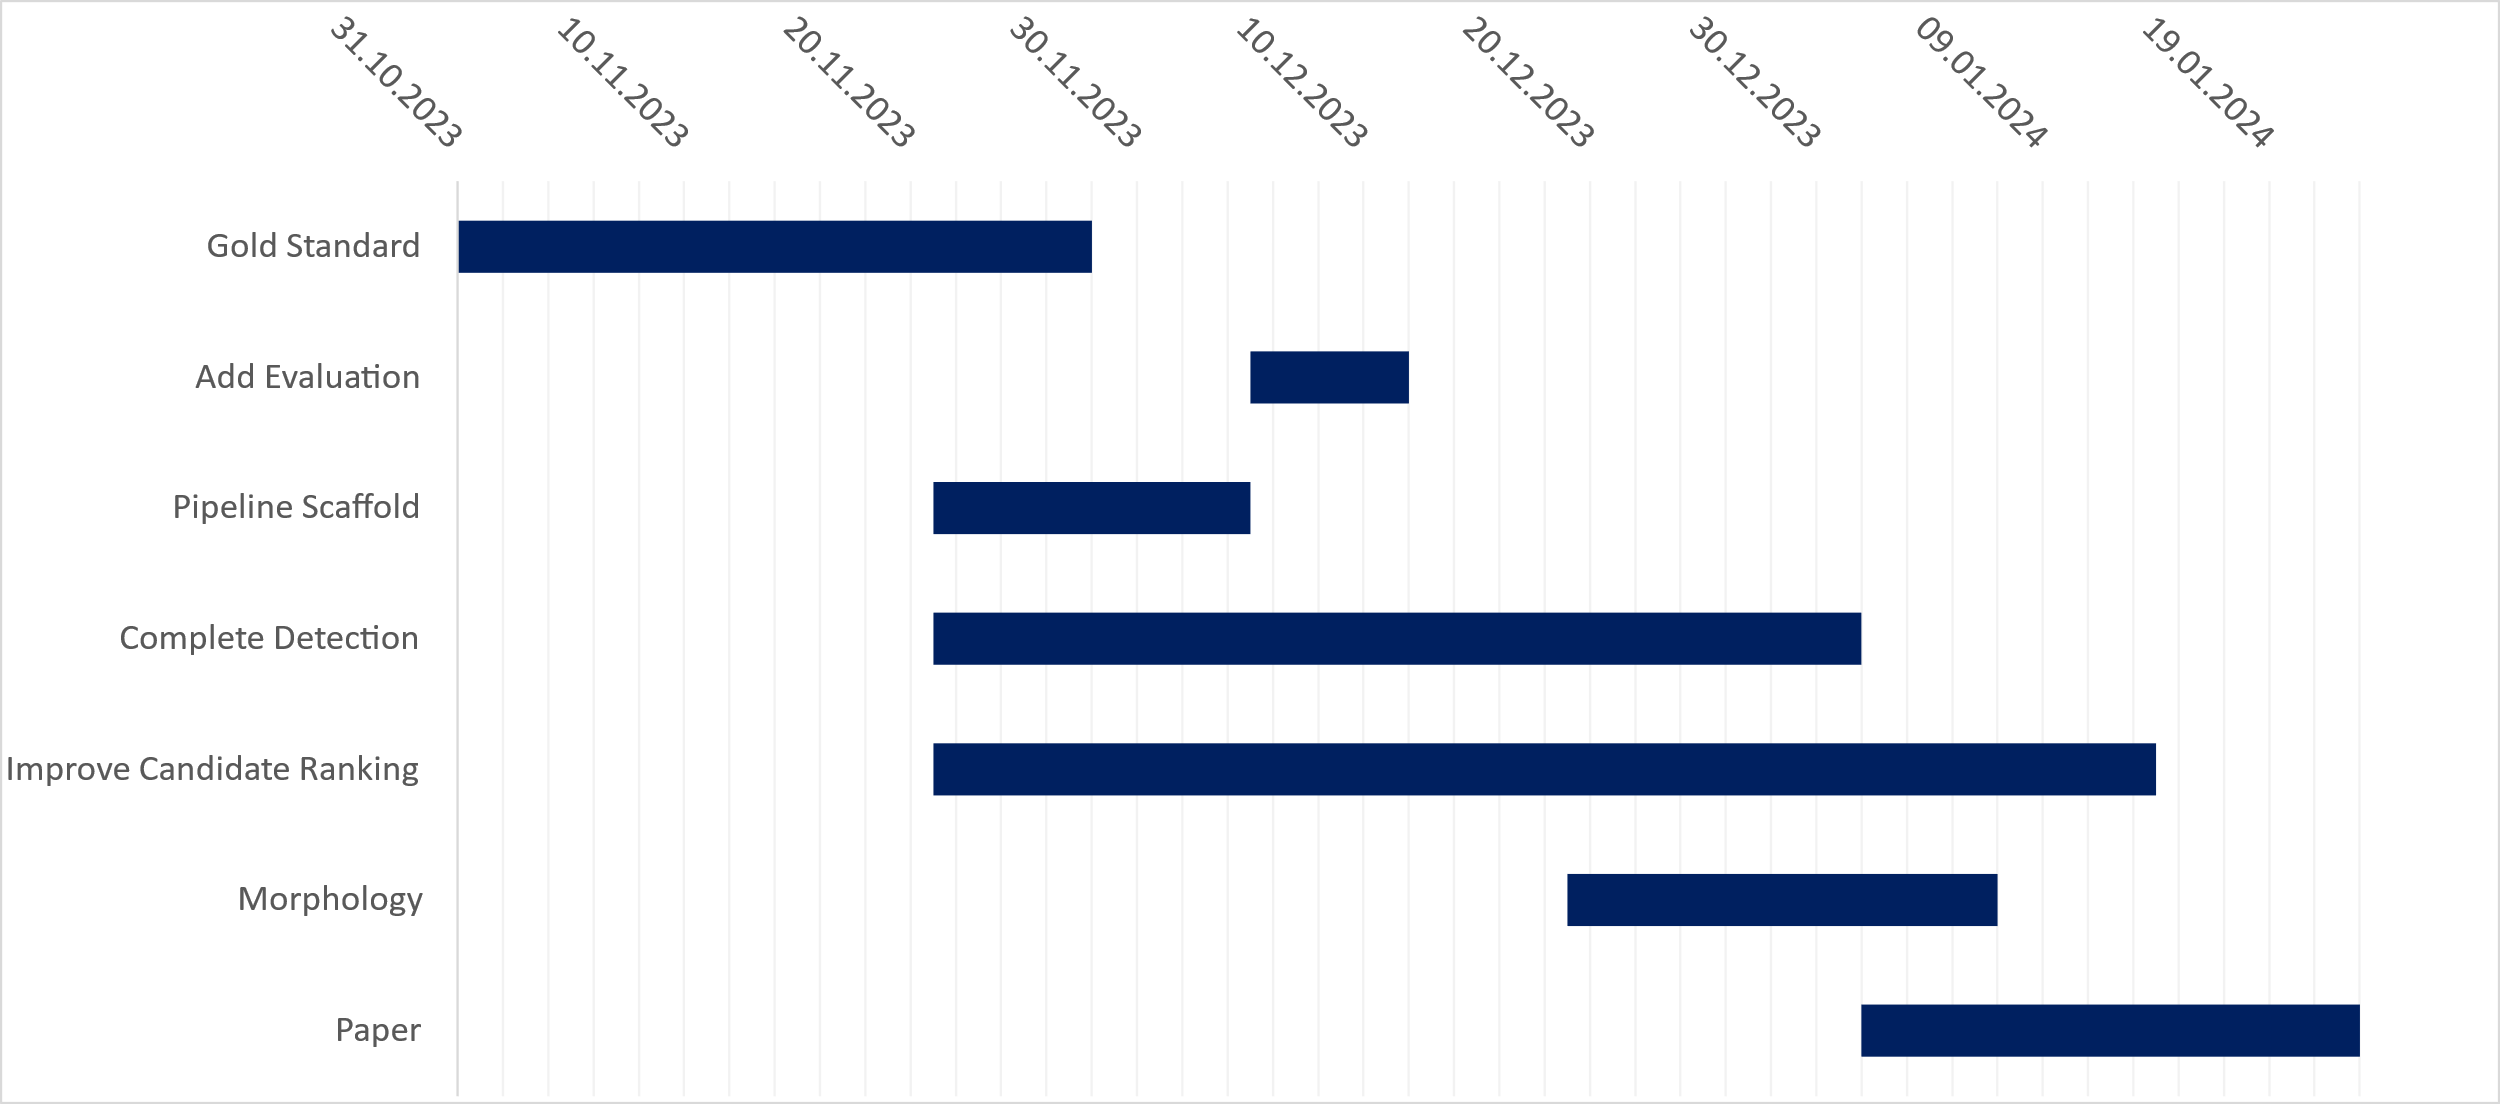 31.10.2023
10.11.2023
20.11.2023
30.11.2023
10.12.2023
20.12.2023
30.12.2023
09.01.2024
19.01.2024
Gold Standard
Add Evaluation
Pipeline Scaffold
Complete Detection
Improve Candidate Ranking
Morphology
Paper